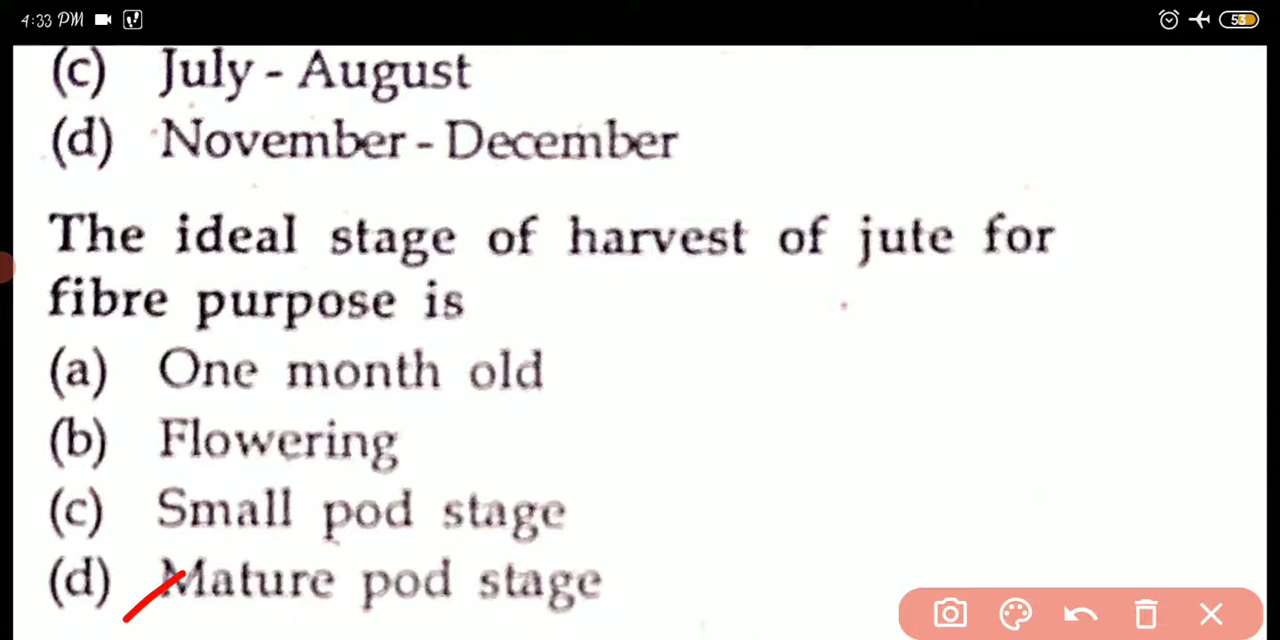 4:33 PM
53
(c) July - August
(d) November - December
The ideal stage of harvest of jute for
fibre purpose is
(a) One month old
(b) Flowering
(c) Small pod stage
(d) Mature pod stage